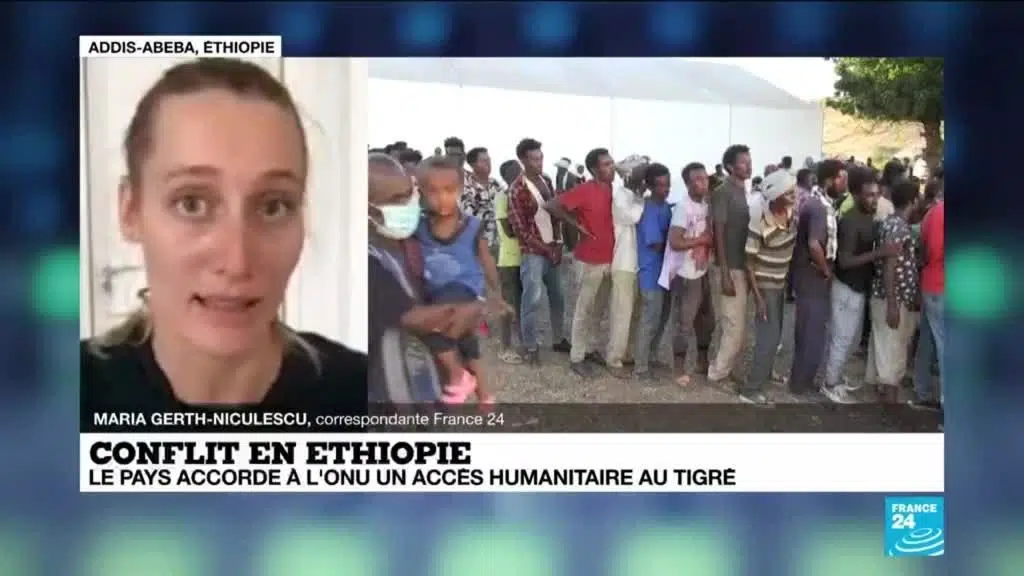 ADDIS-ABEBA, ÉTHIOPIE
MARIA GERTH-NICULESCU, correspondante France 24
CONFLIT EN ETHIOPIE
LE PAYS ACCORDE À L'ONU UN ACCÈS HUMANITAIRE AU TIGRÉ
FRANCE
24